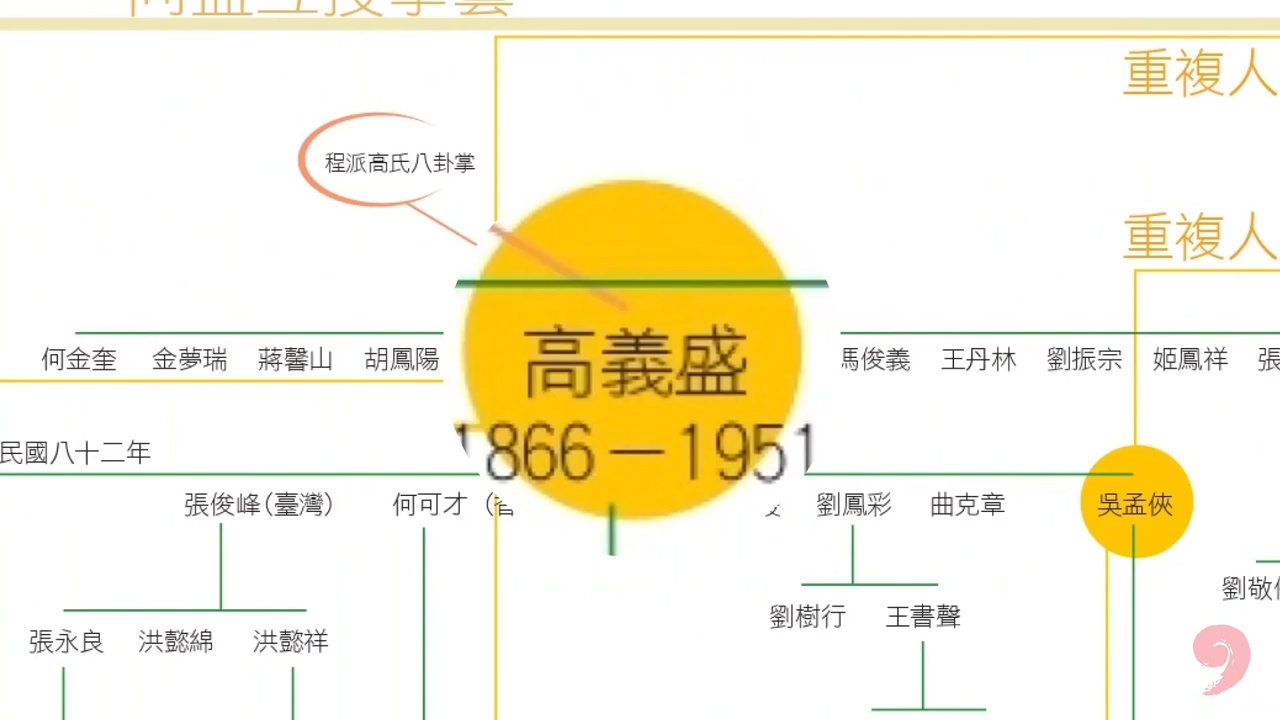 重複人
程派高氏八卦掌
重複人
高義盛
1866－1951
何金奎 金夢瑞 蔣馨山 胡鳳陽 馬俊義 王丹林 劉振宗 姬鳳祥 張
民國八十二年
張俊峰(臺灣) 何可才 劉鳳彩 曲克章 吳孟俠
劉敬
劉樹行 王書聲
張永良 洪懿綿 洪懿祥